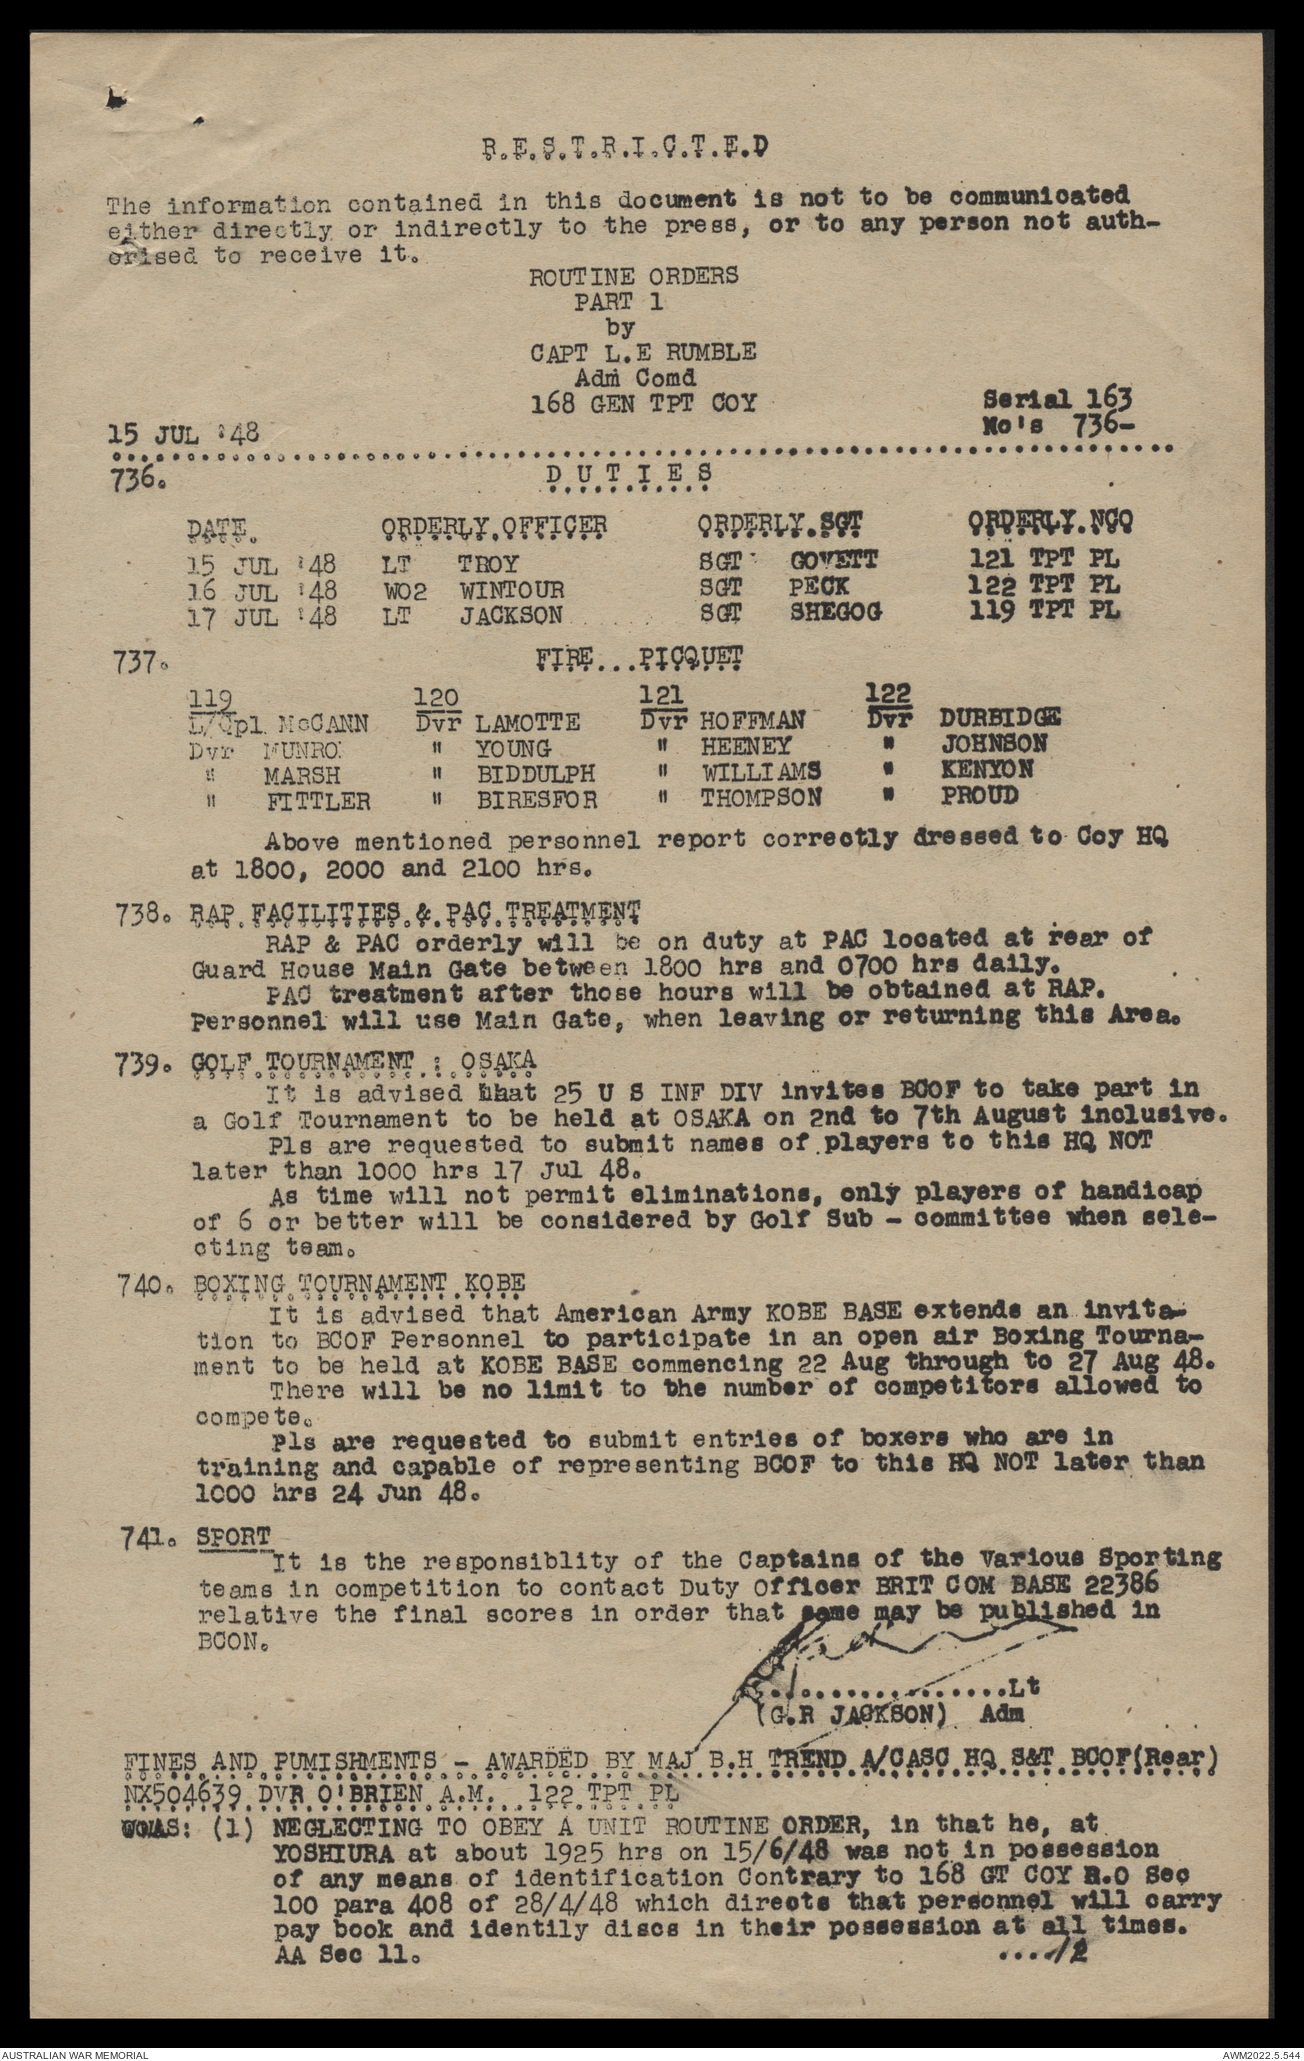 R.E.S.T.R.I.C.T.E.D
The information contained in this document is not to be communicated
either directly or indirectly to the press, or to any person not auth-
orised to receive it.
ROUTINE ORDERS
PART 1
by
CAPT L.E RUMBLE
Adm Comd
168 GEN TPT COY
Serial 163
No's 736-
15 JUL '48
736. D U T I E S
DATE. ORDERLY.OFFICER ORDERLY.SGT ORDERLY.NCO
15 JUL '48 LT TROY SGT GOVETT 121 TPT PL
16 JUL '48 WO2 WINTOUR SGT PECK 122 TPT PL
17 JUL '48 LT JACKSON SGT SHEGOG 119 TPT PL
737. FIRE...PICQUET
119 120 121 122
L/Cpl McCANN Dvr LAMOTTE Dvr HOFFMAN Dvr DURBIDGE
Dvr MUNRO " YOUNG " HEENEY " JOHNSON
" MARSH " BIDDULPH " WILLIAMS " KENYON
" FITTLER " BIRESFOR " THOMPSON " PROUD
Above mentioned personnel report correctly dressed to Coy HQ
at 1800, 2000 and 2100 hrs.
738. RAP.FACILITIES.&.PAC.TREATMENT
RAP & PAC orderly will be on duty at PAC located at rear of
Guard House Main Gate between 1800 hrs and 0700 hrs daily.
PAC treatment after those hours will be obtained at RAP.
Personnel will use Main Gate, when leaving or returning this Area.
739. GOLF.TOURNAMENT : OSAKA
It is advised that 25 U S INF DIV invites BCOF to take part in
a Golf Tournament to be held at OSAKA on 2nd to 7th August inclusive.
Pls are requested to submit names of players to this HQ NOT
later than 1000 hrs 17 Jul 48.
As time will not permit eliminations, only players of handicap
of 6 or better will be considered by Golf Sub - committee when sele-
cting team.
740. BOXING.TOURNAMENT.KOBE
It is advised that American Army KOBE BASE extends an invita-
tion to BCOF Personnel to participate in an open air Boxing Tourna-
ment to be held at KOBE BASE commencing 22 Aug through to 27 Aug 48.
There will be no limit to the number of competitors allowed to
compete.
Pls are requested to submit entries of boxers who are in
training and capable of representing BCOF to this HQ NOT later than
1000 hrs 24 Jun 48.
741. SPORT
It is the responsiblity of the Captains of the Various Sporting
teams in competition to contact Duty Officer BRIT COM BASE 22386
relative the final scores in order that same may be published in
BCON.
.................Lt
(G.R JACKSON) Adm
FINES AND PUMISHMENTS - AWARDED BY MAJ B.H TREND A/CASC HQ S&T BCOF(Rear)
NX504639 DVR O'BRIEN A.M. 122 TPT PL
WOAS: (1) NEGLECTING TO OBEY A UNIT ROUTINE ORDER, in that he, at
YOSHIURA at about 1925 hrs on 15/6/48 was not in possession
of any means of identification Contrary to 168 GT COY R.O Sec
100 para 408 of 28/4/48 which directs that personnel will carry
pay book and identily discs in their possession at all times.
AA Sec 11.
..../2
AUSTRALIAN WAR MEMORIAL
AWM2022.5.544